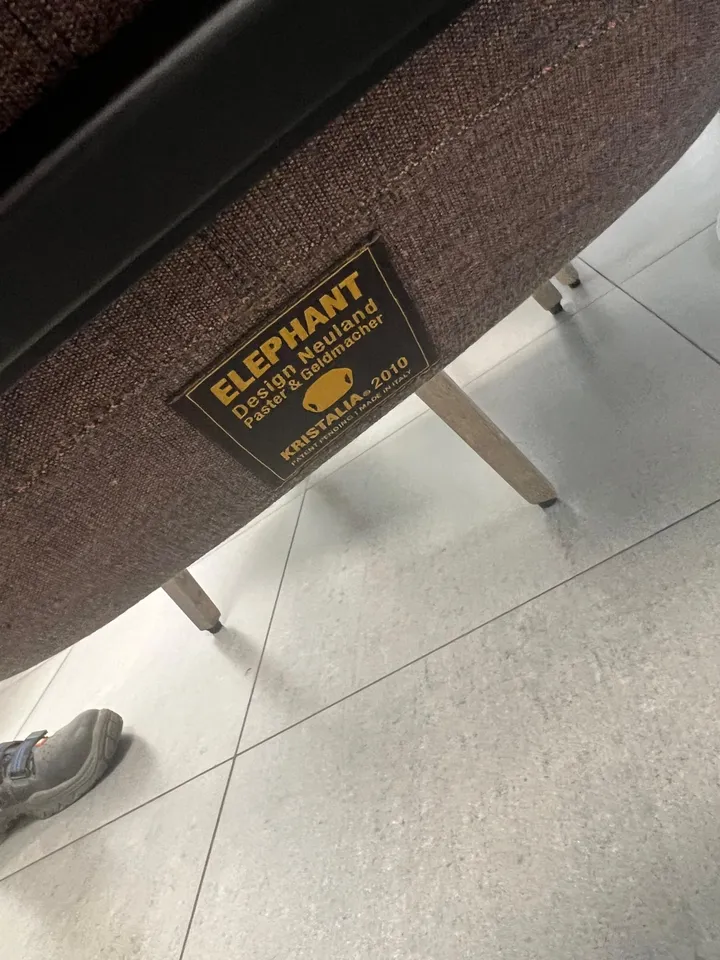 ELEPHANT
Design Neuland
Paster & Geldmacher
KRISTALIA® 2010
PATENT PENDING | MADE IN ITALY